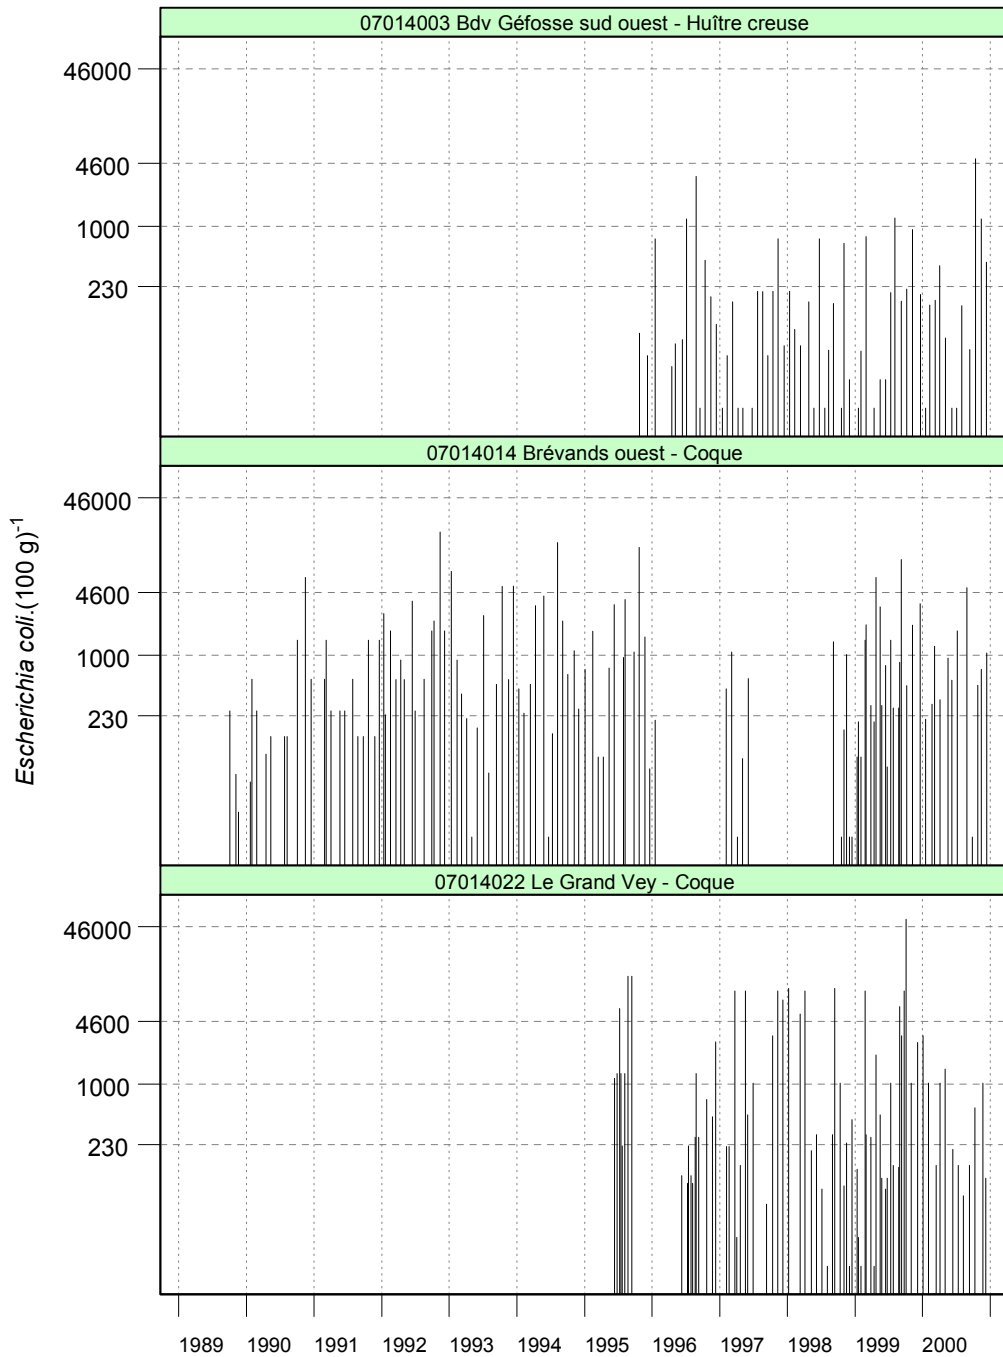 07014003 Bdv Géfosse sud ouest - Huître creuse
46000
4600
1000
230
07014014 Brévands ouest - Coque
46000
4600
1000
230
Escherichia coli.(100 g)⁻¹
07014022 Le Grand Vey - Coque
46000
4600
1000
230
1989 1990 1991 1992 1993 1994 1995 1996 1997 1998 1999 2000